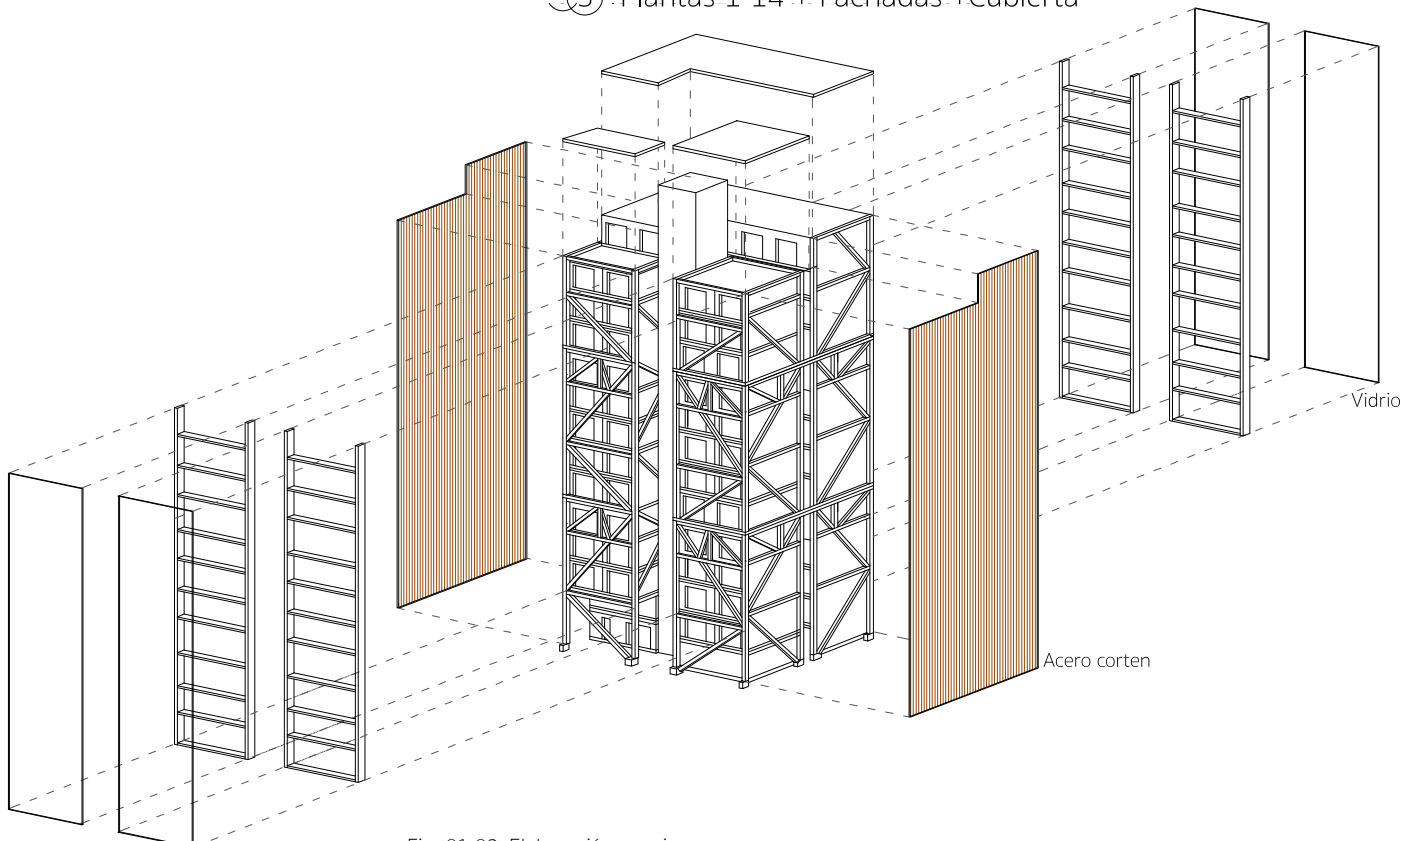 Plantas 1-14 + Fachadas +Cubierta
Vidrio
Acero corten